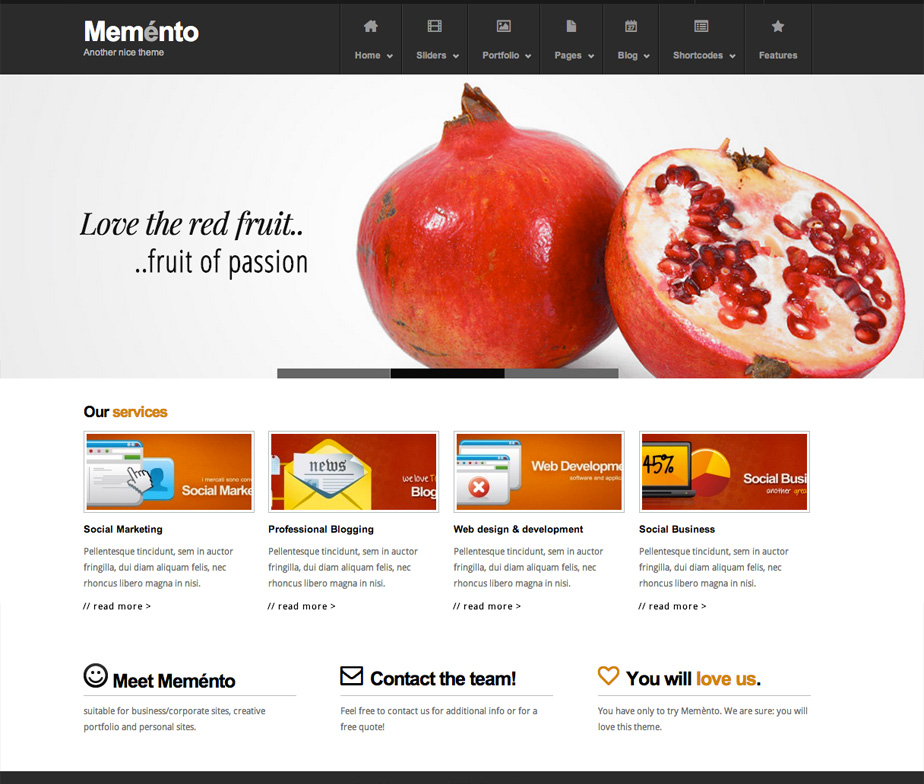 Meménto
Another nice theme
Home
Sliders
Portfolio
Pages
Blog
Shortcodes
Features
Love the red fruit..
..fruit of passion
Our services
i mercati sono con
Social Marke
news
we love T
Blog
Web Developme
software and applic
45%
Social Busi
another grea
Social Marketing
Pellentesque tincidunt, sem in auctor
fringilla, dui diam aliquam felis, nec
rhoncus libero magna in nisi.
// read more >
Professional Blogging
Pellentesque tincidunt, sem in auctor
fringilla, dui diam aliquam felis, nec
rhoncus libero magna in nisi.
// read more >
Web design & development
Pellentesque tincidunt, sem in auctor
fringilla, dui diam aliquam felis, nec
rhoncus libero magna in nisi.
// read more >
Social Business
Pellentesque tincidunt, sem in auctor
fringilla, dui diam aliquam felis, nec
rhoncus libero magna in nisi.
// read more >
Meet Meménto
suitable for business/corporate sites, creative
portfolio and personal sites.
Contact the team!
Feel free to contact us for additional info or for a
free quote!
You will love us.
You have only to try Memènto. We are sure: you will
love this theme.